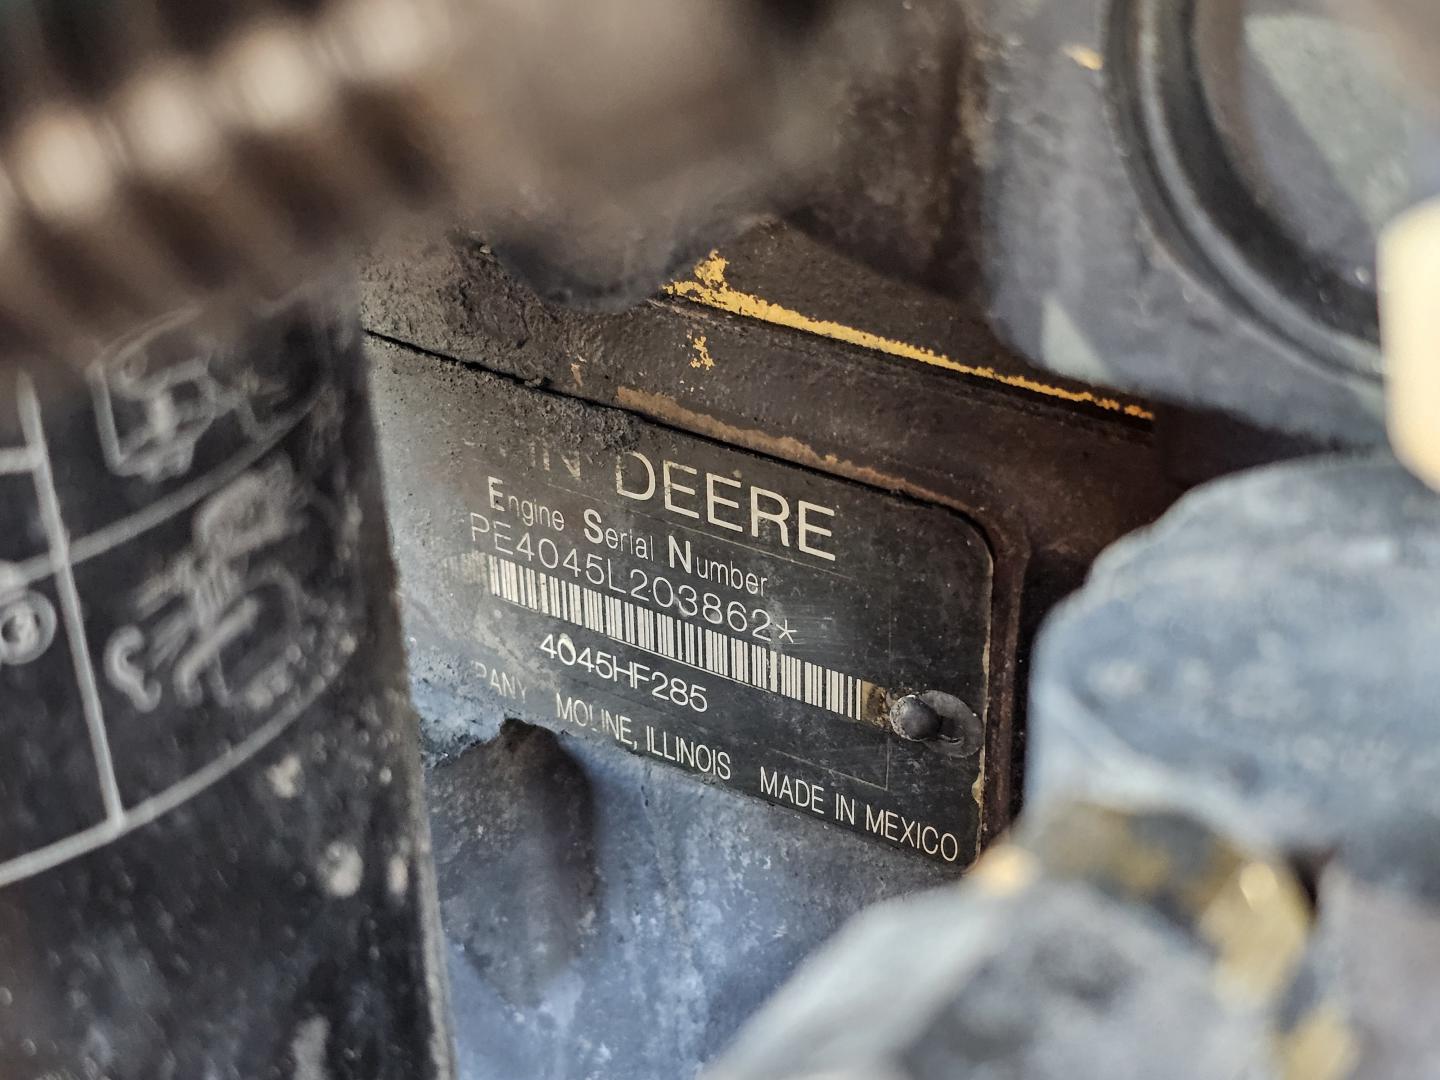 DEERE
Engine Serial Number
PE4045L203862*
4045HF285
MOLINE, ILLINOIS MADE IN MEXICO